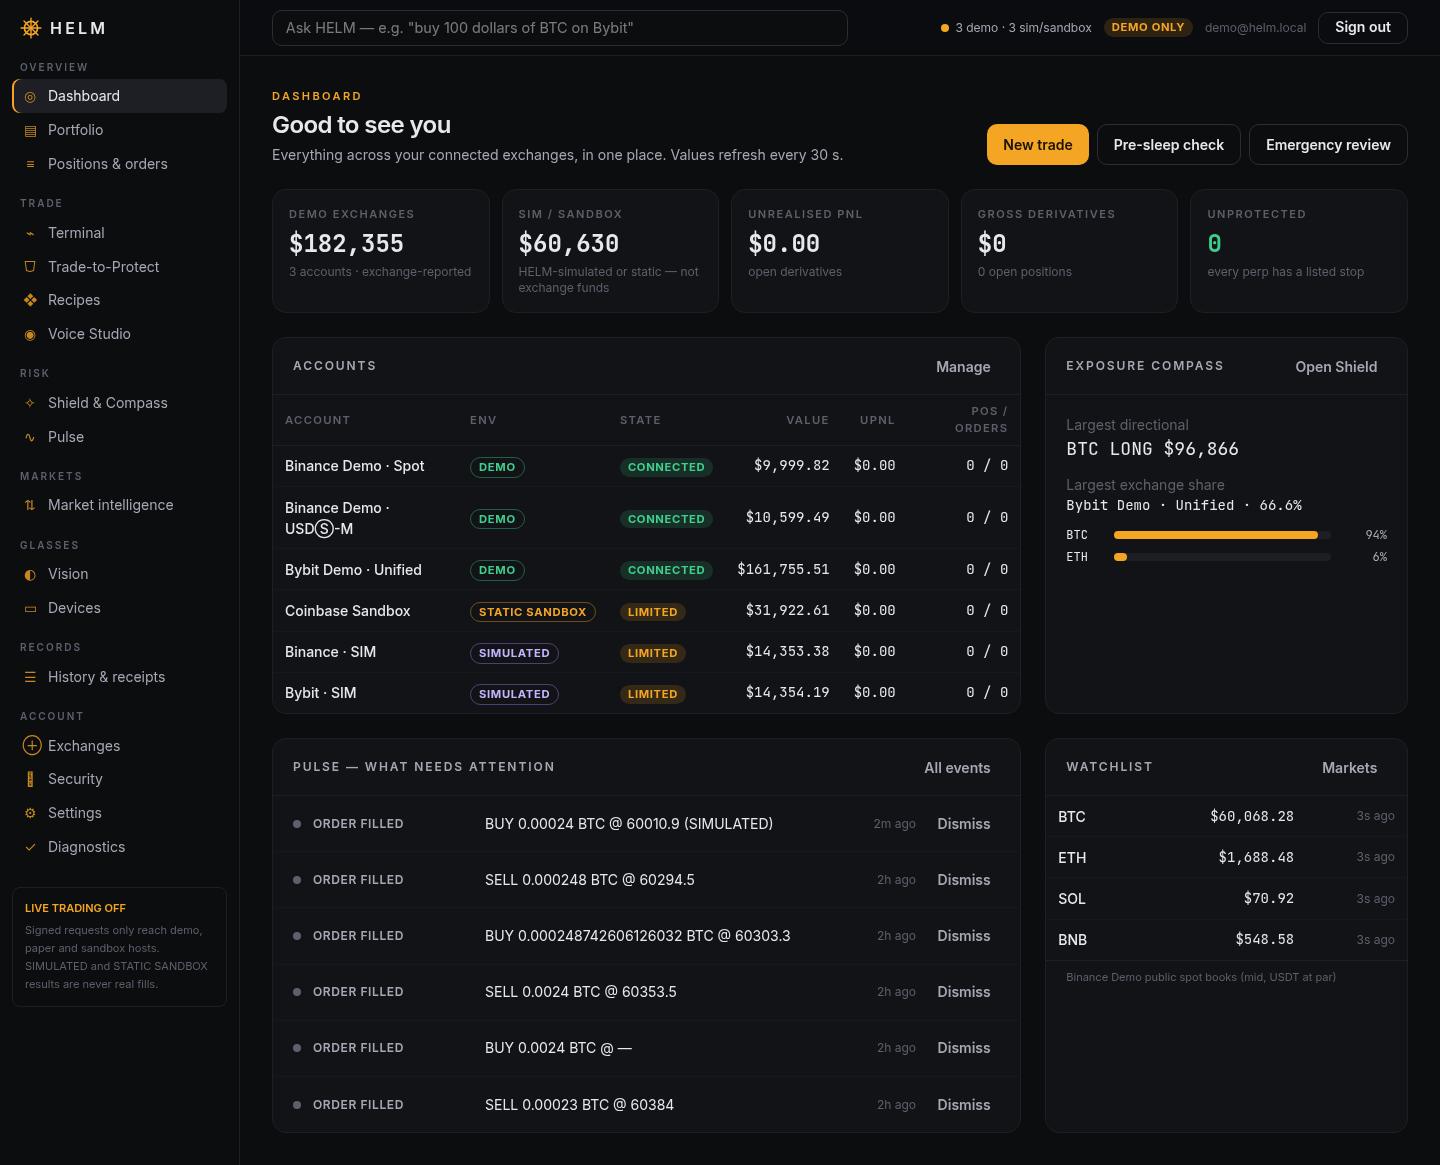 HELM
OVERVIEW
Dashboard
Portfolio
Positions & orders
TRADE
Terminal
Trade-to-Protect
Recipes
Voice Studio
RISK
Shield & Compass
Pulse
MARKETS
Market intelligence
GLASSES
Vision
Devices
RECORDS
History & receipts
ACCOUNT
Exchanges
Security
Settings
Diagnostics
LIVE TRADING OFF
Signed requests only reach demo,
paper and sandbox hosts.
SIMULATED and STATIC SANDBOX
results are never real fills.
Ask HELM — e.g. "buy 100 dollars of BTC on Bybit"
3 demo · 3 sim/sandbox DEMO ONLY demo@helm.local Sign out
DASHBOARD
Good to see you
Everything across your connected exchanges, in one place. Values refresh every 30 s.
New trade Pre-sleep check Emergency review
DEMO EXCHANGES
$182,355
3 accounts · exchange-reported
SIM / SANDBOX
$60,630
HELM-simulated or static — not
exchange funds
UNREALISED PNL
$0.00
open derivatives
GROSS DERIVATIVES
$0
0 open positions
UNPROTECTED
0
every perp has a listed stop
ACCOUNTS Manage
ACCOUNT ENV STATE VALUE UPNL POS / ORDERS
Binance Demo · Spot DEMO CONNECTED $9,999.82 $0.00 0 / 0
Binance Demo ·
USDⓈ-M DEMO CONNECTED $10,599.49 $0.00 0 / 0
Bybit Demo · Unified DEMO CONNECTED $161,755.51 $0.00 0 / 0
Coinbase Sandbox STATIC SANDBOX LIMITED $31,922.61 $0.00 0 / 0
Binance · SIM SIMULATED LIMITED $14,353.38 $0.00 0 / 0
Bybit · SIM SIMULATED LIMITED $14,354.19 $0.00 0 / 0
EXPOSURE COMPASS Open Shield
Largest directional
BTC LONG $96,866
Largest exchange share
Bybit Demo · Unified · 66.6%
BTC 94%
ETH 6%
PULSE — WHAT NEEDS ATTENTION All events
ORDER FILLED BUY 0.00024 BTC @ 60010.9 (SIMULATED) 2m ago Dismiss
ORDER FILLED SELL 0.000248 BTC @ 60294.5 2h ago Dismiss
ORDER FILLED BUY 0.000248742606126032 BTC @ 60303.3 2h ago Dismiss
ORDER FILLED SELL 0.0024 BTC @ 60353.5 2h ago Dismiss
ORDER FILLED BUY 0.0024 BTC @ — 2h ago Dismiss
ORDER FILLED SELL 0.00023 BTC @ 60384 2h ago Dismiss
WATCHLIST Markets
BTC $60,068.28 3s ago
ETH $1,688.48 3s ago
SOL $70.92 3s ago
BNB $548.58 3s ago
Binance Demo public spot books (mid, USDT at par)